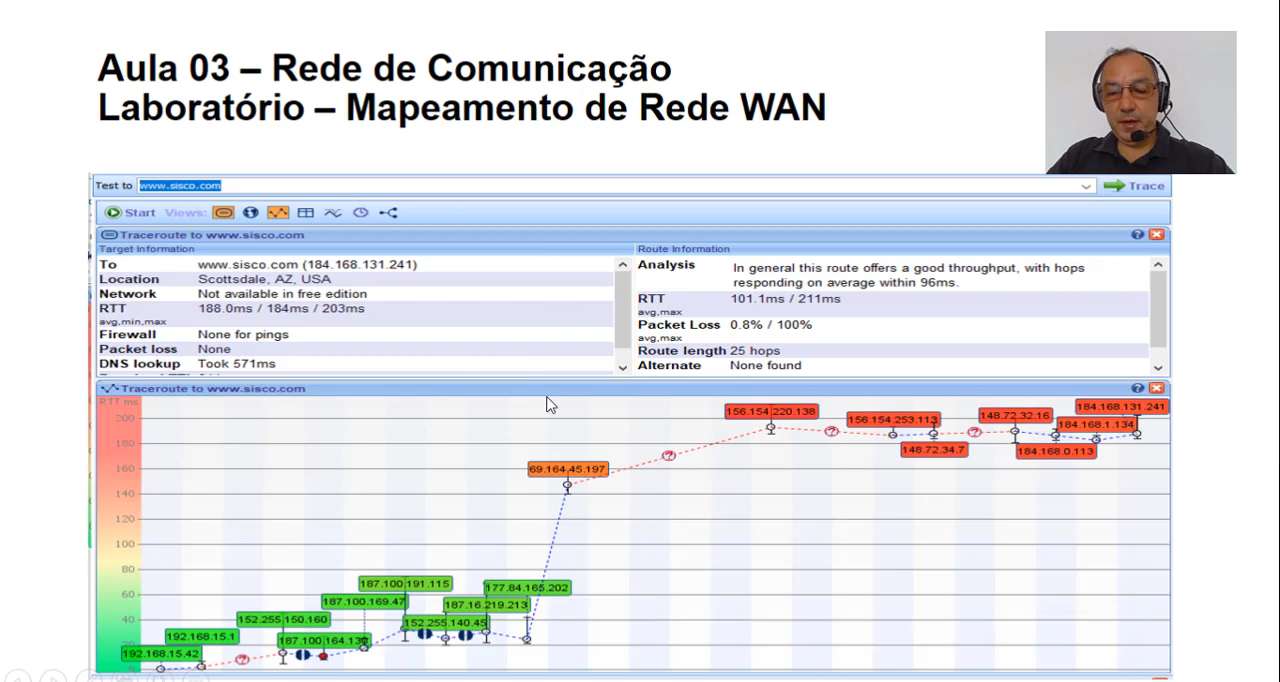 Aula 03 – Rede de Comunicação
Laboratório – Mapeamento de Rede WAN
Test to www.sisco.com Trace
Start Views:
Traceroute to www.sisco.com
Target Information
To www.sisco.com (184.168.131.241)
Location Scottsdale, AZ, USA
Network Not available in free edition
RTT 188.0ms / 184ms / 203ms
avg,min,max
Firewall None for pings
Packet loss None
DNS lookup Took 571ms
Route Information
Analysis In general this route offers a good throughput, with hops
responding on average within 96ms.
RTT 101.1ms / 211ms
avg,max
Packet Loss 0.8% / 100%
avg,max
Route length 25 hops
Alternate None found
Traceroute to www.sisco.com
RTT ms
200
180
160
140
120
100
80
60
40
20
0
192.168.15.42
192.168.15.1
152.255.150.160
187.100.164.139
187.100.169.47
187.100.191.115
152.255.140.45
187.16.219.213
177.84.165.202
69.164.45.197
156.154.220.138
156.154.253.113
148.72.34.7
148.72.32.16
184.168.0.113
184.168.1.134
184.168.131.241